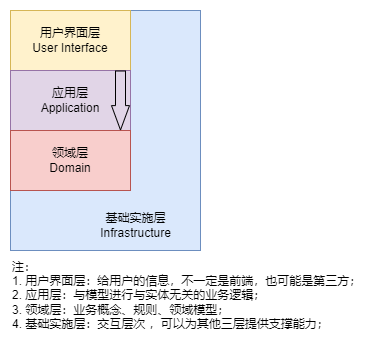 用户界面层
User Interface
应用层
Application
领域层
Domain
基础实施层
Infrastructure
注：
1. 用户界面层：给用户的信息，不一定是前端，也可能是第三方；
2. 应用层：与模型进行与实体无关的业务逻辑；
3. 领域层：业务概念、规则、领域模型；
4. 基础实施层：交互层次 ，可以为其他三层提供支撑能力；